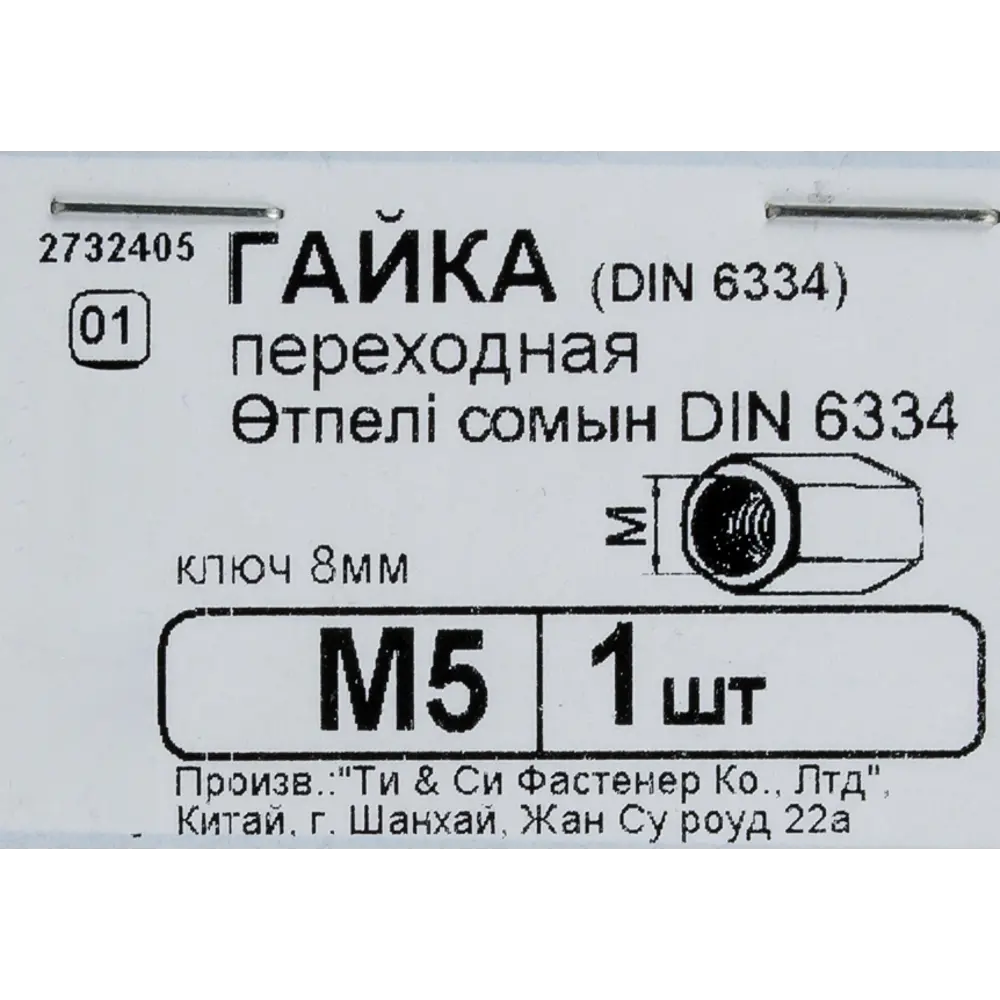 2732405
01
ГАЙКА (DIN 6334)
переходная
Өтпелі сомын DIN 6334
M
ключ 8мм
М5 1 шт
Произв.:"Ти & Си Фастенер Ко., Лтд",
Китай, г. Шанхай, Жан Су роуд 22а